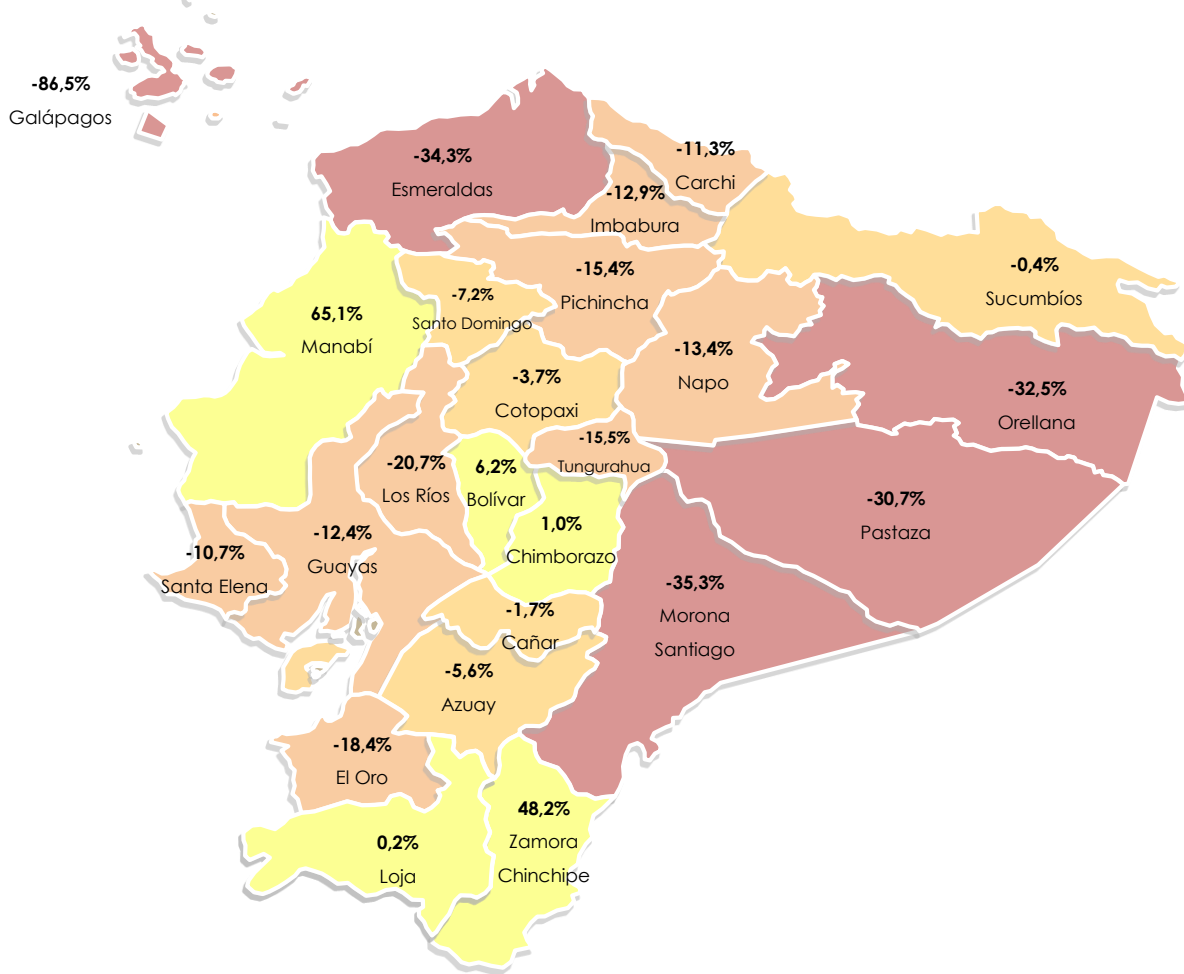 -86,5%
Galápagos
-34,3%
Esmeraldas
-11,3%
Carchi
-12,9%
Imbabura
-15,4%
Pichincha
-0,4%
Sucumbíos
-7,2%
Santo Domingo
65,1%
Manabí
-13,4%
Napo
-3,7%
Cotopaxi
-32,5%
Orellana
-15,5%
Tungurahua
-20,7%
Los Ríos
6,2%
Bolívar
-30,7%
Pastaza
1,0%
Chimborazo
-12,4%
Guayas
-10,7%
Santa Elena
-35,3%
Morona
Santiago
-1,7%
Cañar
-5,6%
Azuay
-18,4%
El Oro
48,2%
Zamora
Chinchipe
0,2%
Loja